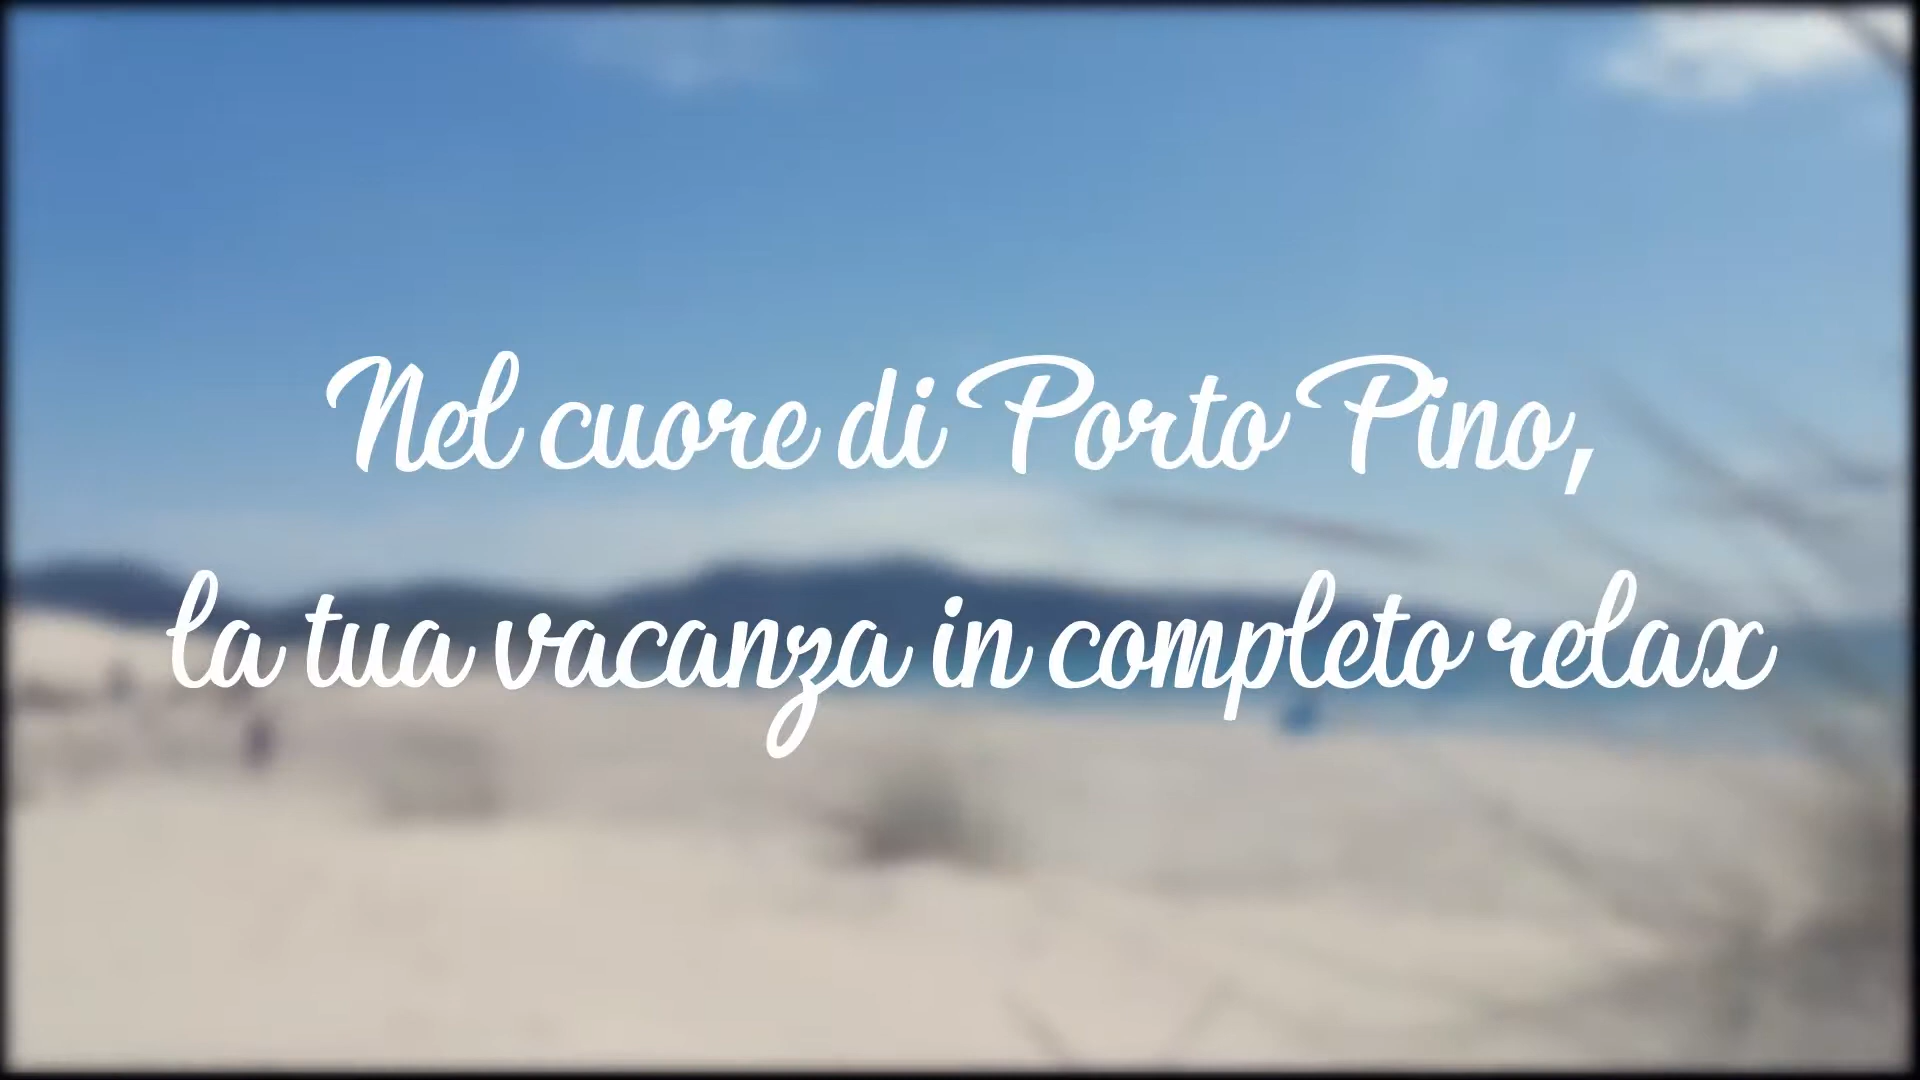 Nel cuore di Porto Pino,
la tua vacanza in completo relax